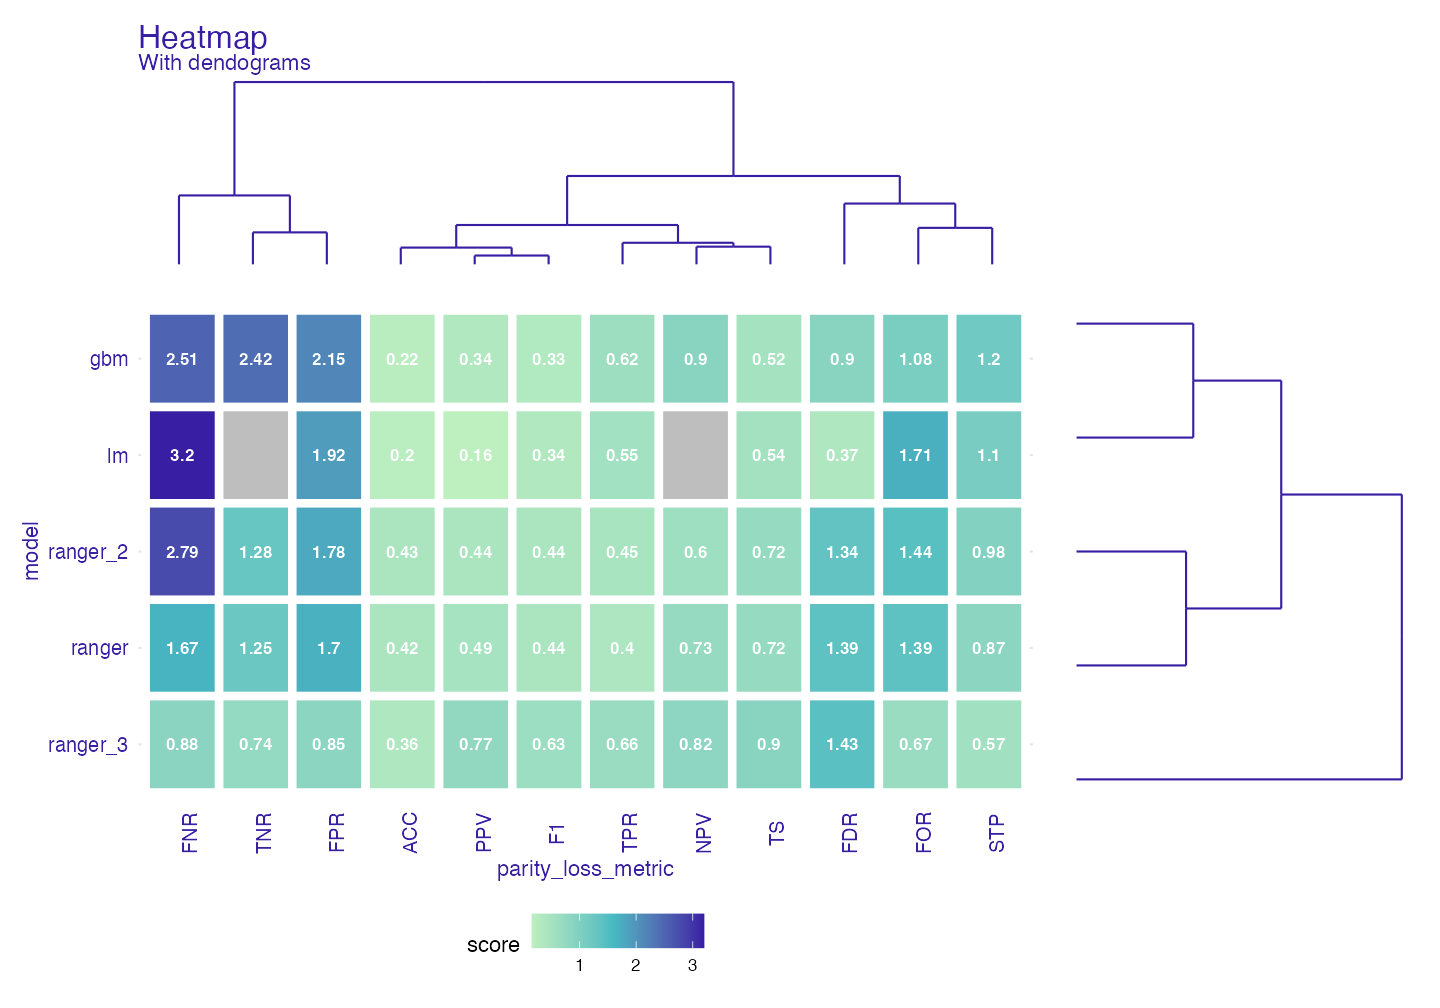 Heatmap
With dendograms
gbm 2.51 2.42 2.15 0.22 0.34 0.33 0.62 0.9 0.52 0.9 1.08 1.2
lm 3.2 1.92 0.2 0.16 0.34 0.55 0.54 0.37 1.71 1.1
model
ranger_2 2.79 1.28 1.78 0.43 0.44 0.44 0.45 0.6 0.72 1.34 1.44 0.98
ranger 1.67 1.25 1.7 0.42 0.49 0.44 0.4 0.73 0.72 1.39 1.39 0.87
ranger_3 0.88 0.74 0.85 0.36 0.77 0.63 0.66 0.82 0.9 1.43 0.67 0.57
FNR TNR FPR ACC PPV F1 TPR NPV TS FDR FOR STP
parity_loss_metric
score
1 2 3